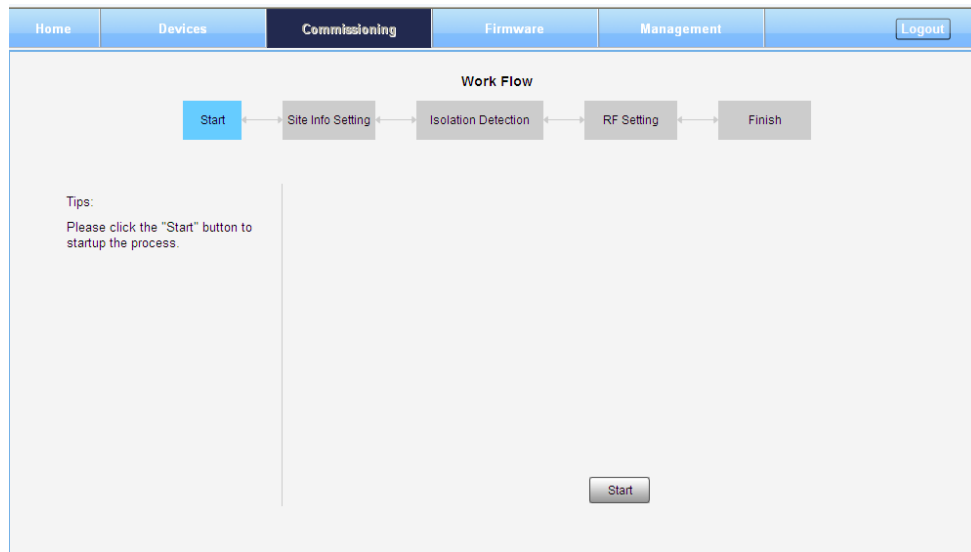 Home Devices Commissioning Firmware Management Logout
Work Flow
Start Site Info Setting Isolation Detection RF Setting Finish
Tips:
Please click the "Start" button to
startup the process.
Start